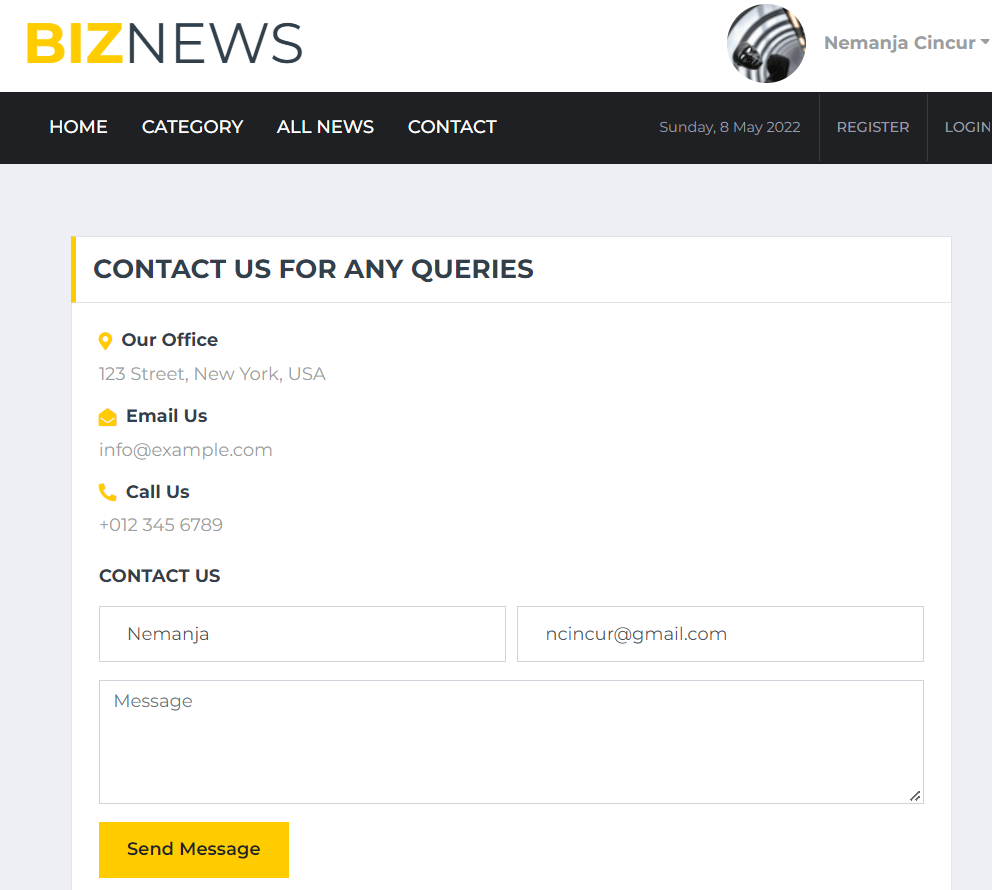 BIZNEWS
Nemanja Cincur
HOME CATEGORY ALL NEWS CONTACT Sunday, 8 May 2022 REGISTER LOGIN
CONTACT US FOR ANY QUERIES
Our Office
123 Street, New York, USA
Email Us
info@example.com
Call Us
+012 345 6789
CONTACT US
Nemanja ncincur@gmail.com
Message
Send Message